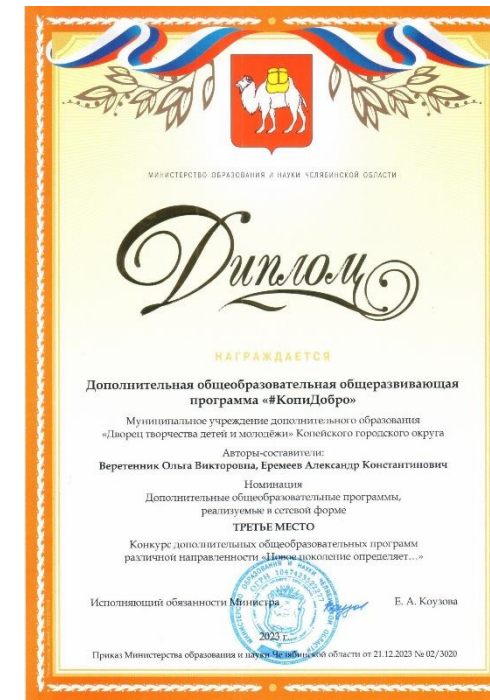 МИНИСТЕРСТВО ОБРАЗОВАНИЯ И НАУКИ ЧЕЛЯБИНСКОЙ ОБЛАСТИ
Диплом
НАГРАЖДАЕТСЯ
Дополнительная общеобразовательная общеразвивающая
программа «#КопиДобро»
Муниципальное учреждение дополнительного образования
«Дворец творчества детей и молодёжи» Копейского городского округа
Авторы-составители:
Веретенник Ольга Викторовна, Еремеев Александр Константинович
Номинация
Дополнительные общеобразовательные программы,
реализуемые в сетевой форме
ТРЕТЬЕ МЕСТО
Конкурс дополнительных общеобразовательных программ
различной направленности «Новое поколение определяет…»
Исполняющий обязанности Министра Е. А. Коузова
2023 г.
Приказ Министерства образования и науки Челябинской области от 21.12.2023 № 02/3020